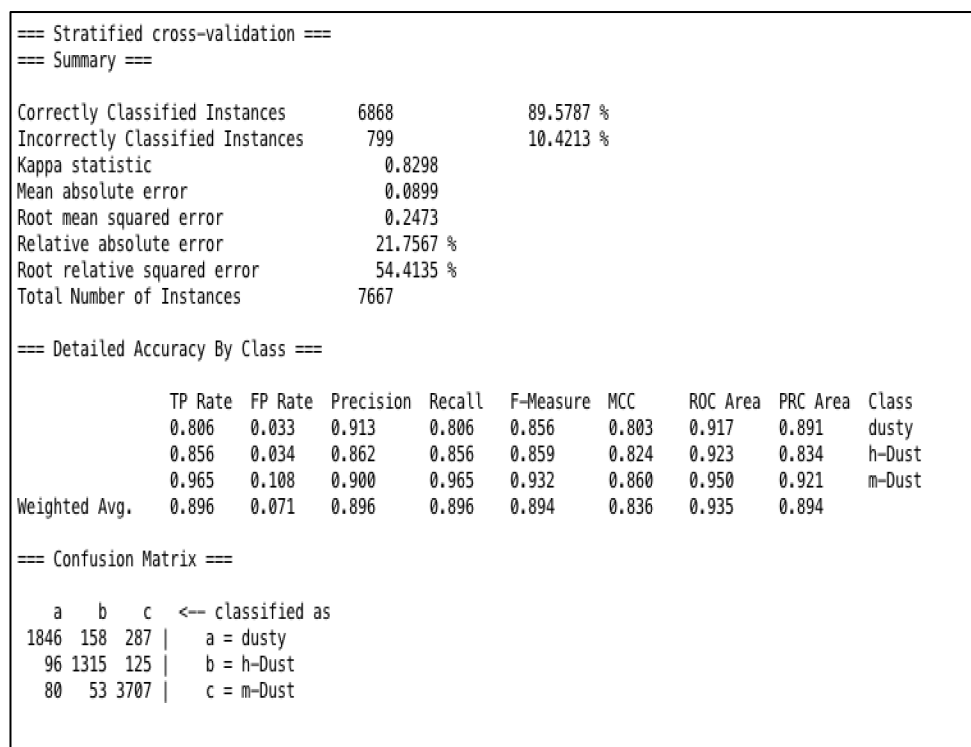 === Stratified cross-validation ===
=== Summary ===
Correctly Classified Instances 6868 89.5787 %
Incorrectly Classified Instances 799 10.4213 %
Kappa statistic 0.8298
Mean absolute error 0.0899
Root mean squared error 0.2473
Relative absolute error 21.7567 %
Root relative squared error 54.4135 %
Total Number of Instances 7667
=== Detailed Accuracy By Class ===
TP Rate FP Rate Precision Recall F-Measure MCC ROC Area PRC Area Class
0.806 0.033 0.913 0.806 0.856 0.803 0.917 0.891 dusty
0.856 0.034 0.862 0.856 0.859 0.824 0.923 0.834 h-Dust
0.965 0.108 0.900 0.965 0.932 0.860 0.950 0.921 m-Dust
Weighted Avg. 0.896 0.071 0.896 0.896 0.894 0.836 0.935 0.894
=== Confusion Matrix ===
a b c <-- classified as
1846 158 287 | a = dusty
96 1315 125 | b = h-Dust
80 53 3707 | c = m-Dust